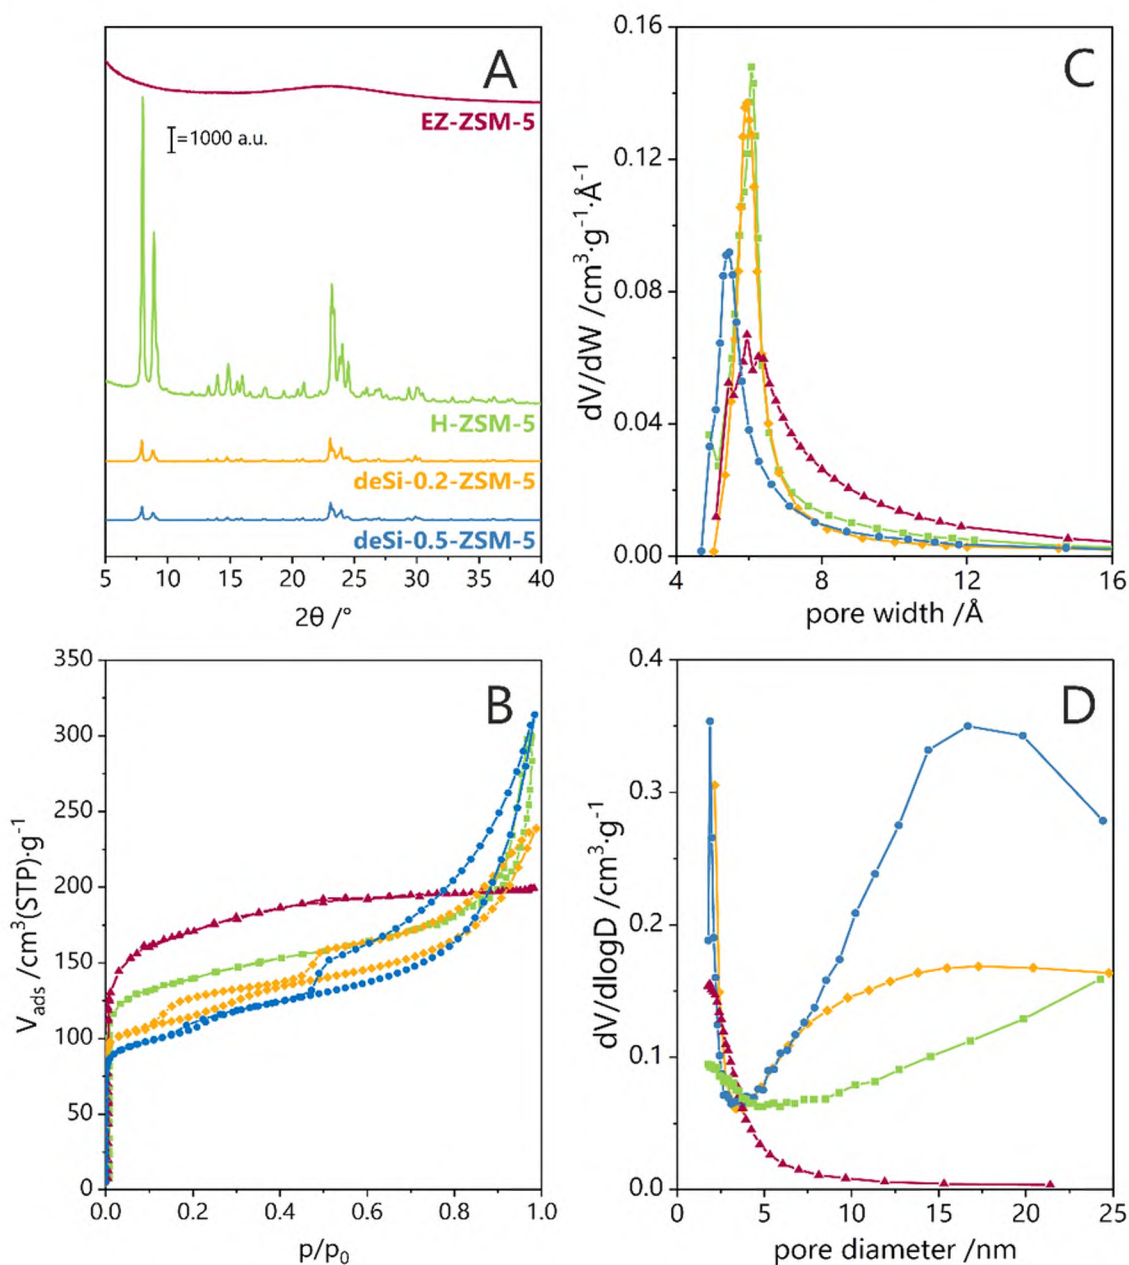 A
EZ-ZSM-5
=1000 a.u.
H-ZSM-5
deSi-0.2-ZSM-5
deSi-0.5-ZSM-5
5 10 15 20 25 30 35 40
2θ /°
C
0.16
0.12
0.08
0.04
0.00
dV/dW /cm³·g⁻¹·Å⁻¹
4 8 12 16
pore width /Å
B
350
300
250
200
150
100
50
0
Vads /cm³(STP)·g⁻¹
0.0 0.2 0.4 0.6 0.8 1.0
p/p₀
D
0.4
0.3
0.2
0.1
0.0
dV/dlogD /cm³·g⁻¹
0 5 10 15 20 25
pore diameter /nm